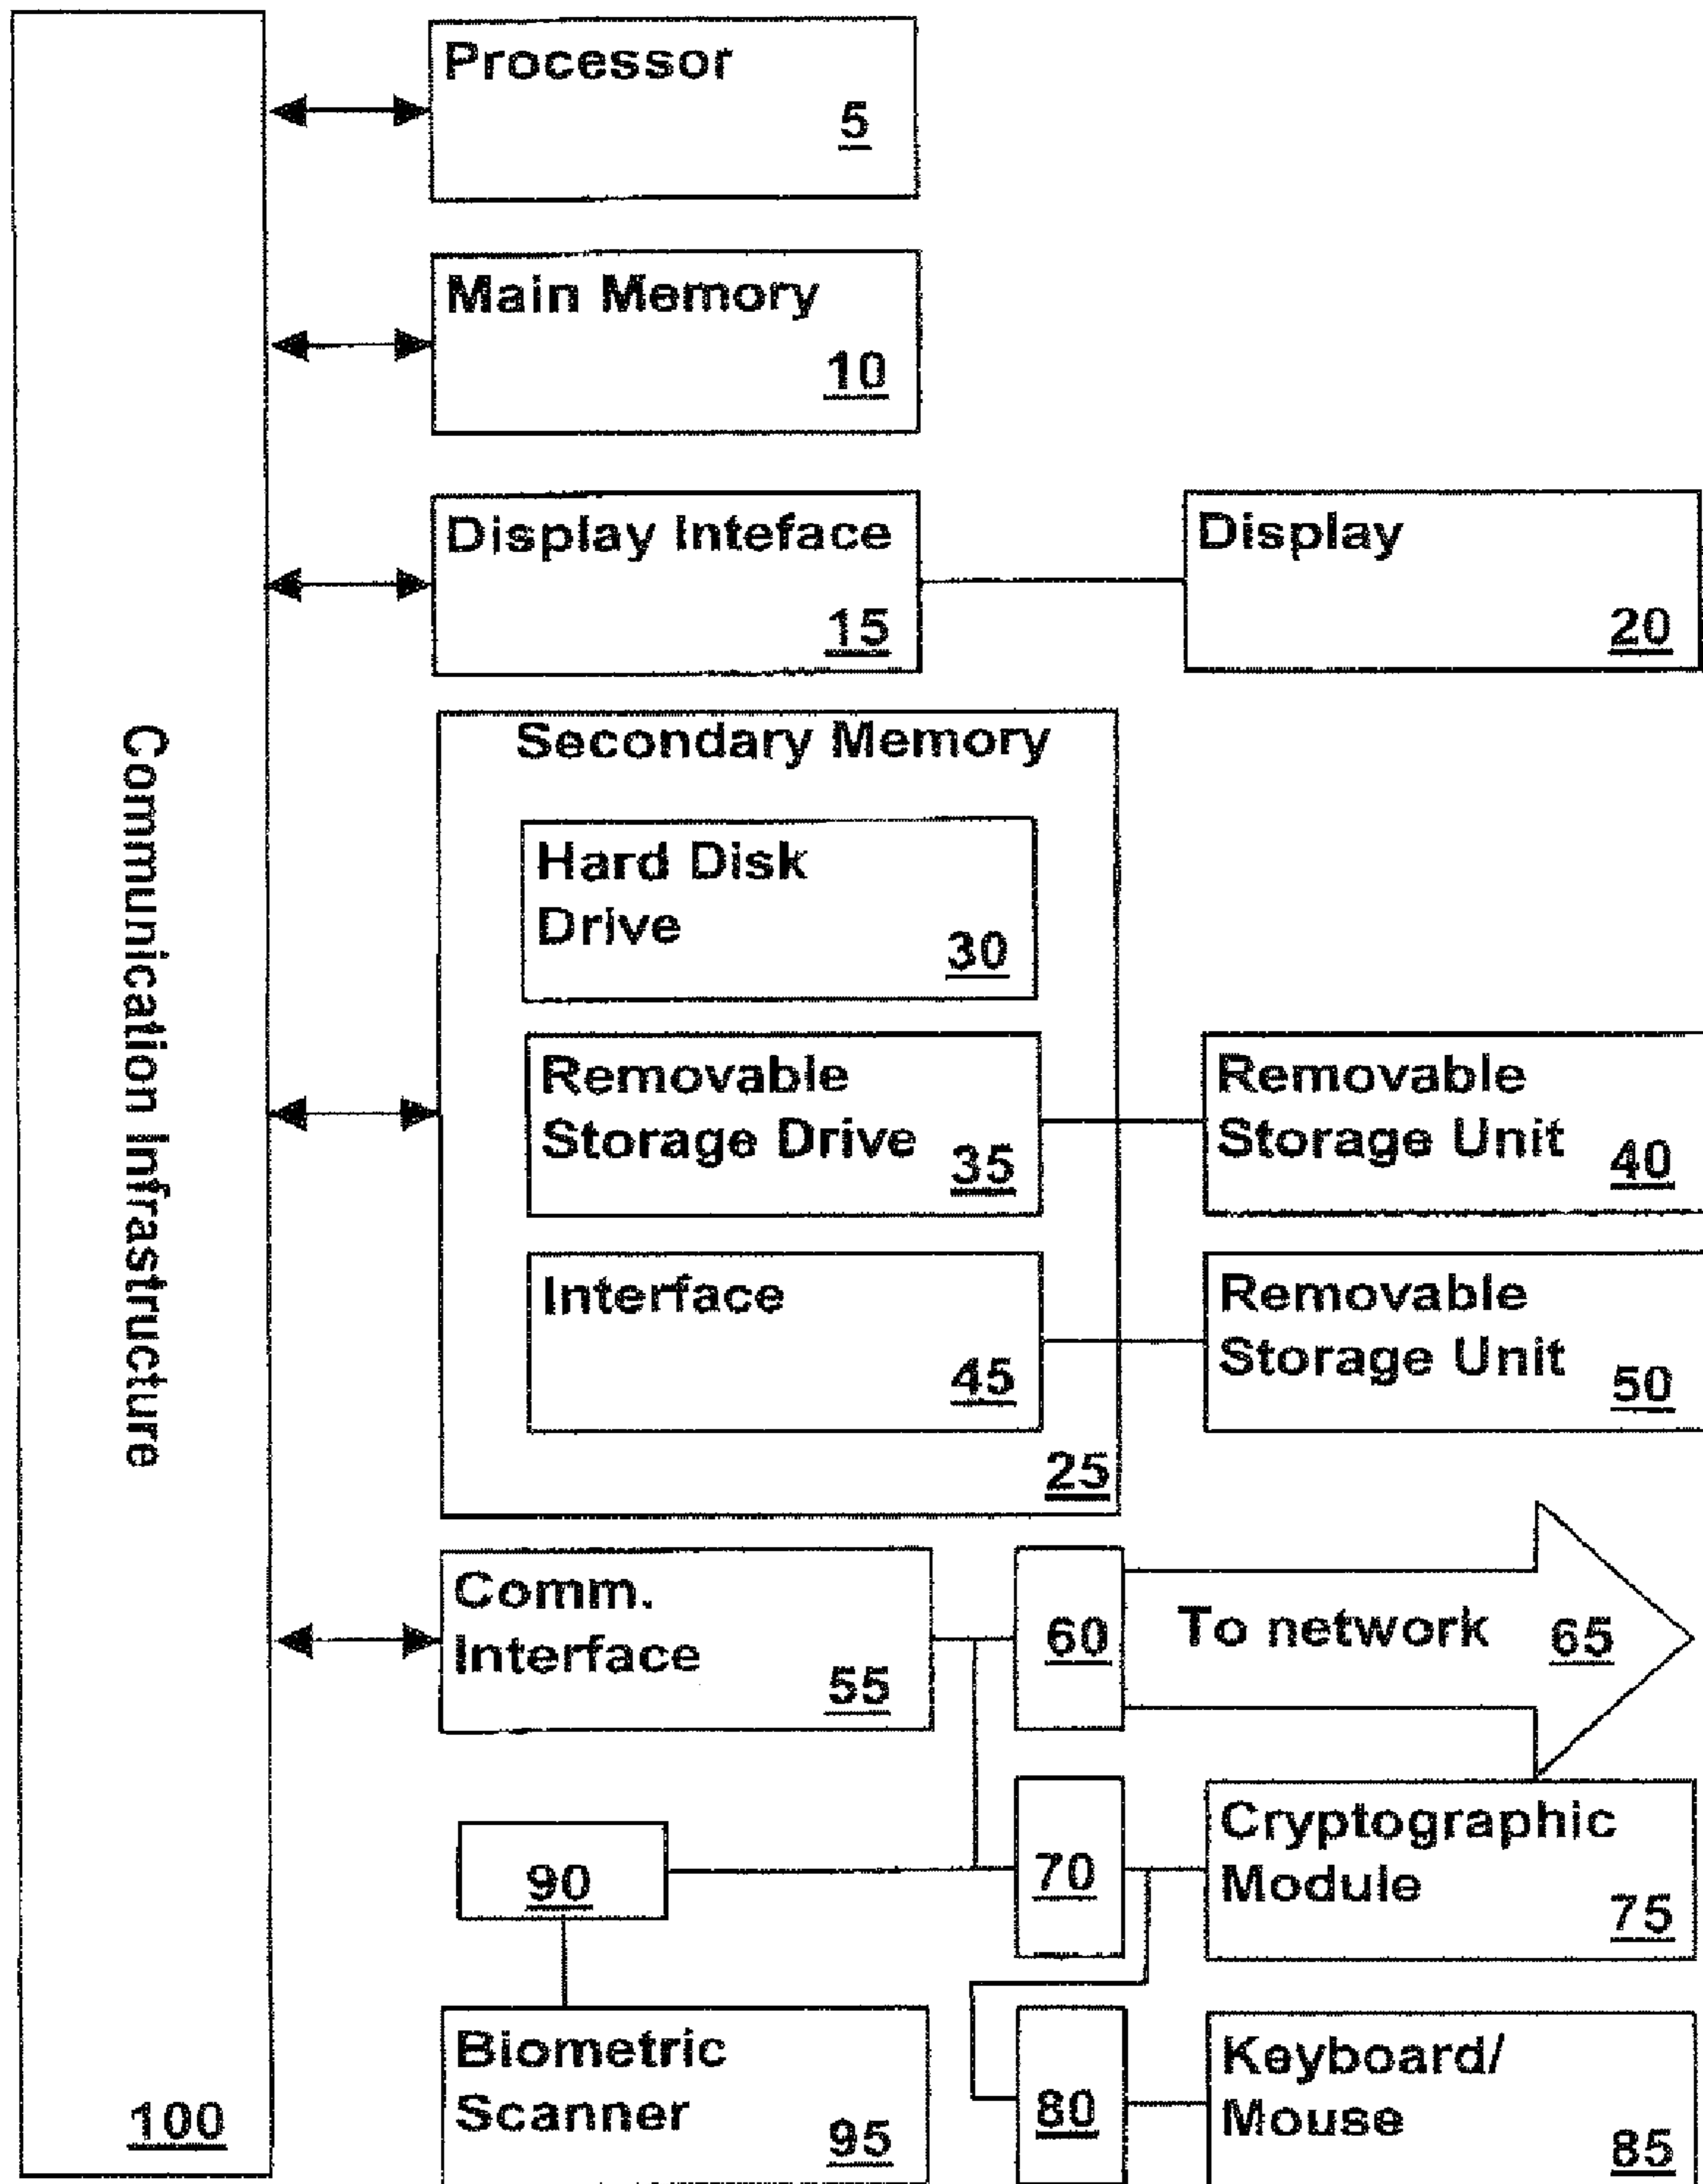 Processor
5
Main Memory
10
Display Inteface
15
Display
20
Secondary Memory
Hard Disk
Drive
30
Removable
Storage Drive
35
Removable
Storage Unit
40
Interface
45
Removable
Storage Unit
50
25
Communication Infrastructure
100
Comm.
Interface
55
60
To network
65
90
70
Cryptographic
Module
75
Biometric
Scanner
95
80
Keyboard/
Mouse
85